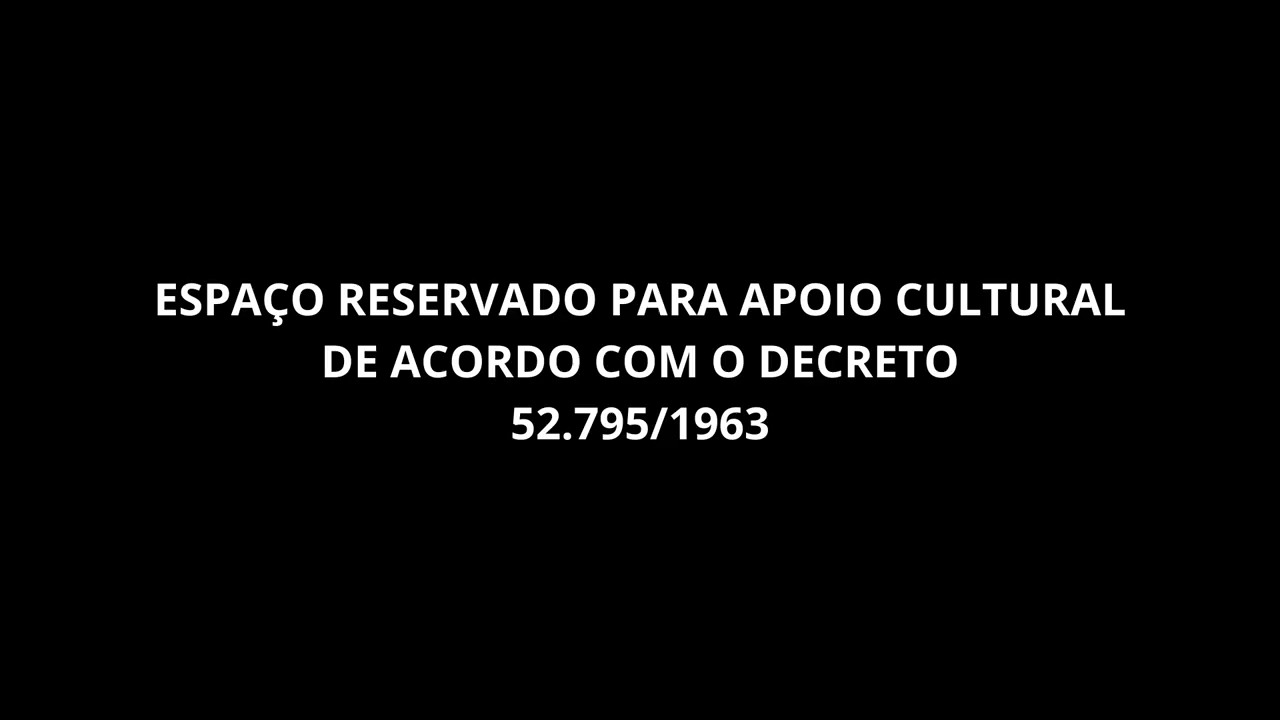 ESPAÇO RESERVADO PARA APOIO CULTURAL
DE ACORDO COM O DECRETO
52.795/1963